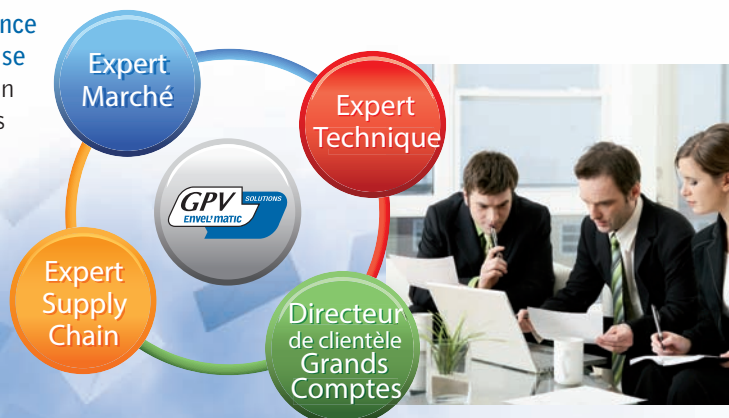 Expert
Marché
Expert
Technique
GPV SOLUTIONS
ENVEL'MATIC
Expert
Supply
Chain
Directeur
de clientèle
Grands
Comptes